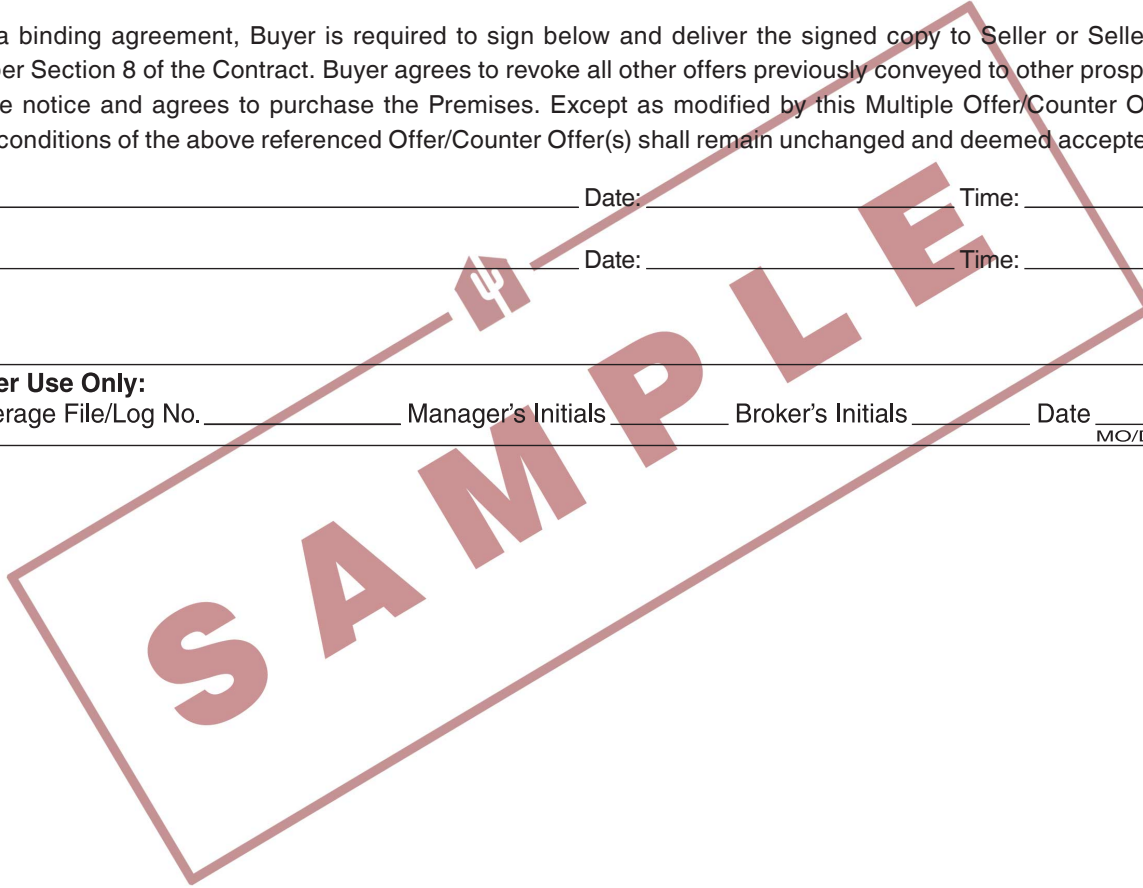 a binding agreement, Buyer is required to sign below and deliver the signed copy to Seller or Selle
per Section 8 of the Contract. Buyer agrees to revoke all other offers previously conveyed to other prosp
e notice and agrees to purchase the Premises. Except as modified by this Multiple Offer/Counter O
conditions of the above referenced Offer/Counter Offer(s) shall remain unchanged and deemed accepte
Date: Time:
Date: Time:
er Use Only:
erage File/Log No. Manager's Initials Broker's Initials Date
MO/D
SAMPLE